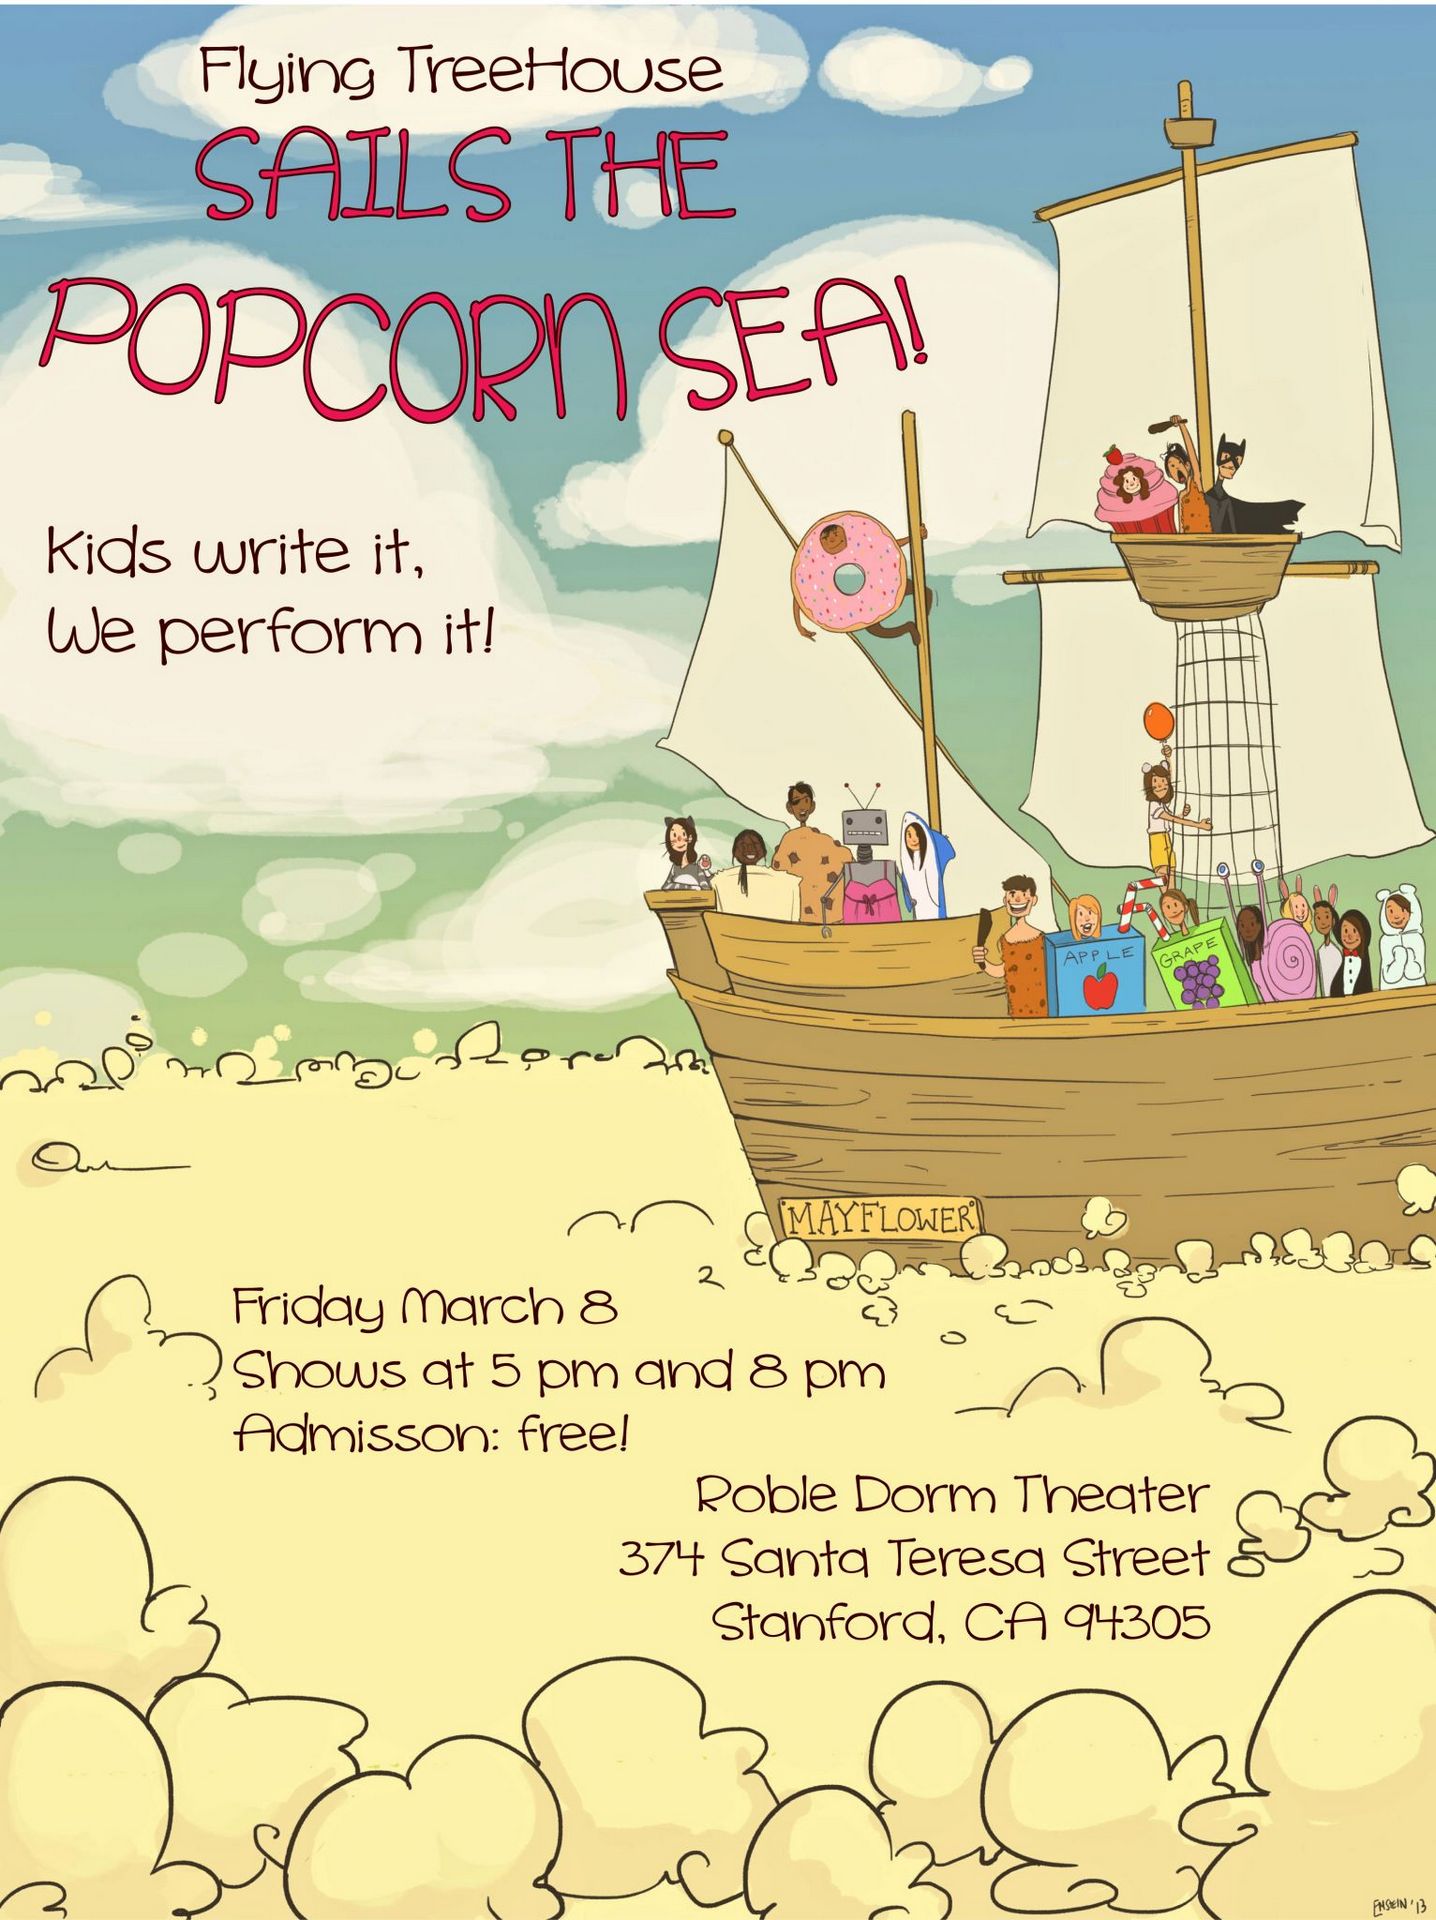 Flying TreeHouse
SAILS THE
POPCORN SEA!
Kids write it,
We perform it!
APPLE
GRAPE
MAYFLOWER
Friday March 8
Shows at 5 pm and 8 pm
Admisson: free!
Roble Dorm Theater
374 Santa Teresa Street
Stanford, CA 94305
'13